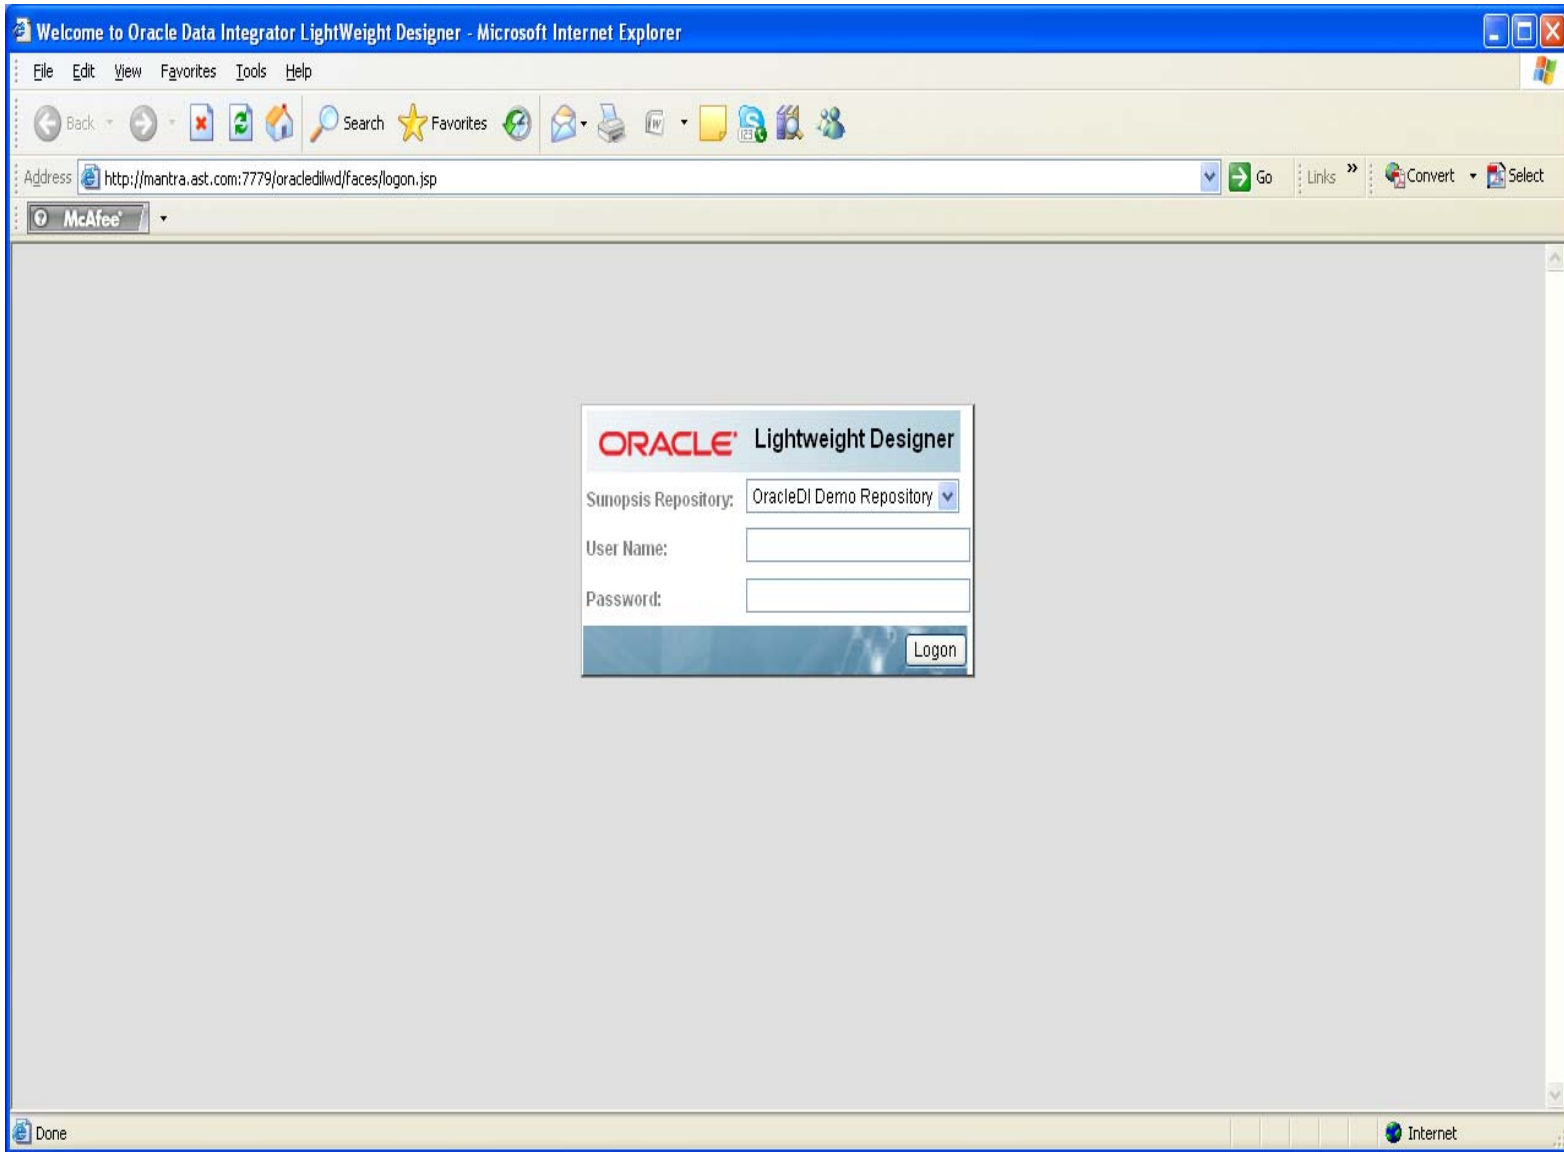 Welcome to Oracle Data Integrator LightWeight Designer - Microsoft Internet Explorer
File Edit View Favorites Tools Help
Back Search Favorites
Address http://mantra.ast.com:7779/oracledilwd/faces/logon.jsp Go Links » Convert Select
McAfee
ORACLE Lightweight Designer
Sunopsis Repository: OracleDI Demo Repository
User Name:
Password:
Logon
Done Internet